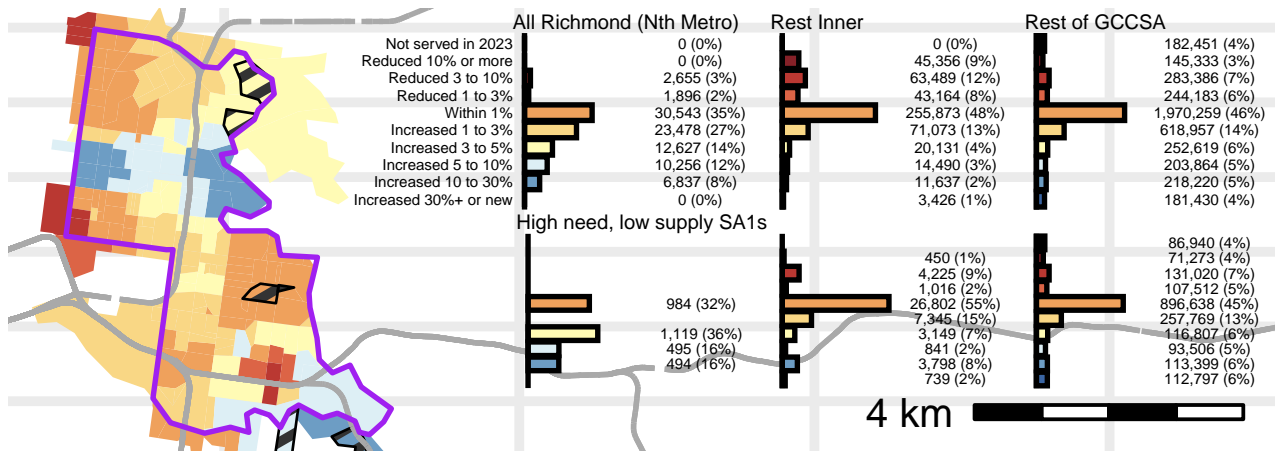 All Richmond (Nth Metro) Rest Inner Rest of GCCSA
Not served in 2023 0 (0%) 0 (0%) 182,451 (4%)
Reduced 10% or more 0 (0%) 45,356 (9%) 145,333 (3%)
Reduced 3 to 10% 2,655 (3%) 63,489 (12%) 283,386 (7%)
Reduced 1 to 3% 1,896 (2%) 43,164 (8%) 244,183 (6%)
Within 1% 30,543 (35%) 255,873 (48%) 1,970,259 (46%)
Increased 1 to 3% 23,478 (27%) 71,073 (13%) 618,957 (14%)
Increased 3 to 5% 12,627 (14%) 20,131 (4%) 252,619 (6%)
Increased 5 to 10% 10,256 (12%) 14,490 (3%) 203,864 (5%)
Increased 10 to 30% 6,837 (8%) 11,637 (2%) 218,220 (5%)
Increased 30%+ or new 0 (0%) 3,426 (1%) 181,430 (4%)
High need, low supply SA1s
86,940 (4%)
450 (1%) 71,273 (4%)
4,225 (9%) 131,020 (7%)
1,016 (2%) 107,512 (5%)
984 (32%) 26,802 (55%) 896,638 (45%)
7,345 (15%) 257,769 (13%)
1,119 (36%) 3,149 (7%) 116,807 (6%)
495 (16%) 841 (2%) 93,506 (5%)
494 (16%) 3,798 (8%) 113,399 (6%)
739 (2%) 112,797 (6%)
4 km